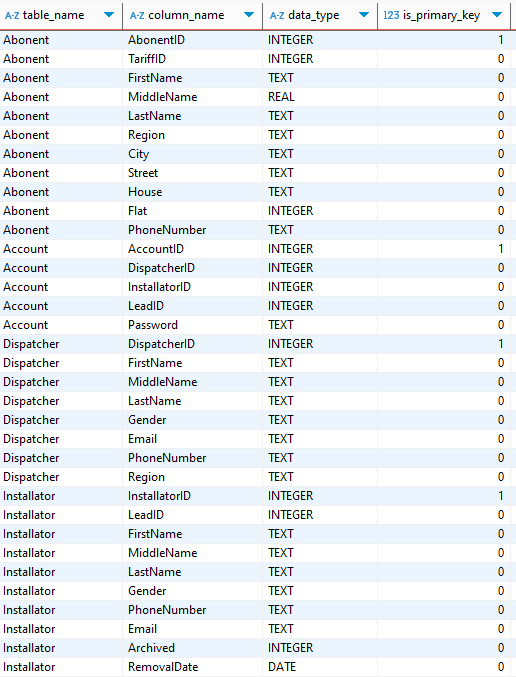 A-Z table_name A-Z column_name A-Z data_type 123 is_primary_key
Abonent AbonentID INTEGER 1
Abonent TariffID INTEGER 0
Abonent FirstName TEXT 0
Abonent MiddleName REAL 0
Abonent LastName TEXT 0
Abonent Region TEXT 0
Abonent City TEXT 0
Abonent Street TEXT 0
Abonent House TEXT 0
Abonent Flat INTEGER 0
Abonent PhoneNumber TEXT 0
Account AccountID INTEGER 1
Account DispatcherID INTEGER 0
Account InstallatorID INTEGER 0
Account LeadID INTEGER 0
Account Password TEXT 0
Dispatcher DispatcherID INTEGER 1
Dispatcher FirstName TEXT 0
Dispatcher MiddleName TEXT 0
Dispatcher LastName TEXT 0
Dispatcher Gender TEXT 0
Dispatcher Email TEXT 0
Dispatcher PhoneNumber TEXT 0
Dispatcher Region TEXT 0
Installator InstallatorID INTEGER 1
Installator LeadID INTEGER 0
Installator FirstName TEXT 0
Installator MiddleName TEXT 0
Installator LastName TEXT 0
Installator Gender TEXT 0
Installator PhoneNumber TEXT 0
Installator Email TEXT 0
Installator Archived INTEGER 0
Installator RemovalDate DATE 0